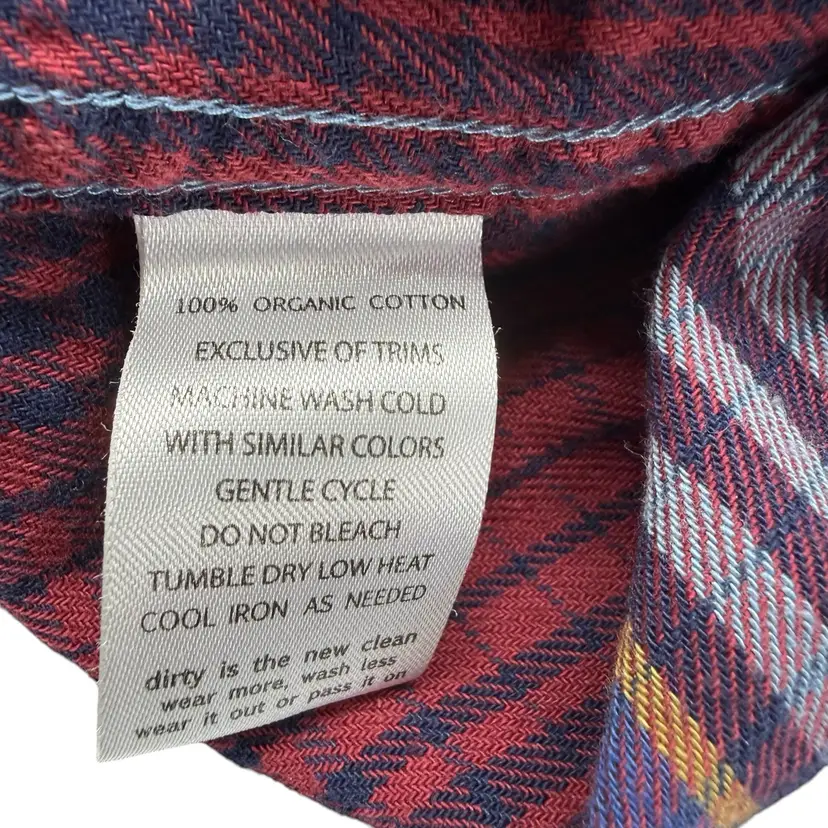 100% ORGANIC COTTON
EXCLUSIVE OF TRIMS
MACHINE WASH COLD
WITH SIMILAR COLORS
GENTLE CYCLE
DO NOT BLEACH
TUMBLE DRY LOW HEAT
COOL IRON AS NEEDED
dirty is the new clean
wear more, wash less
wear it out or pass it on